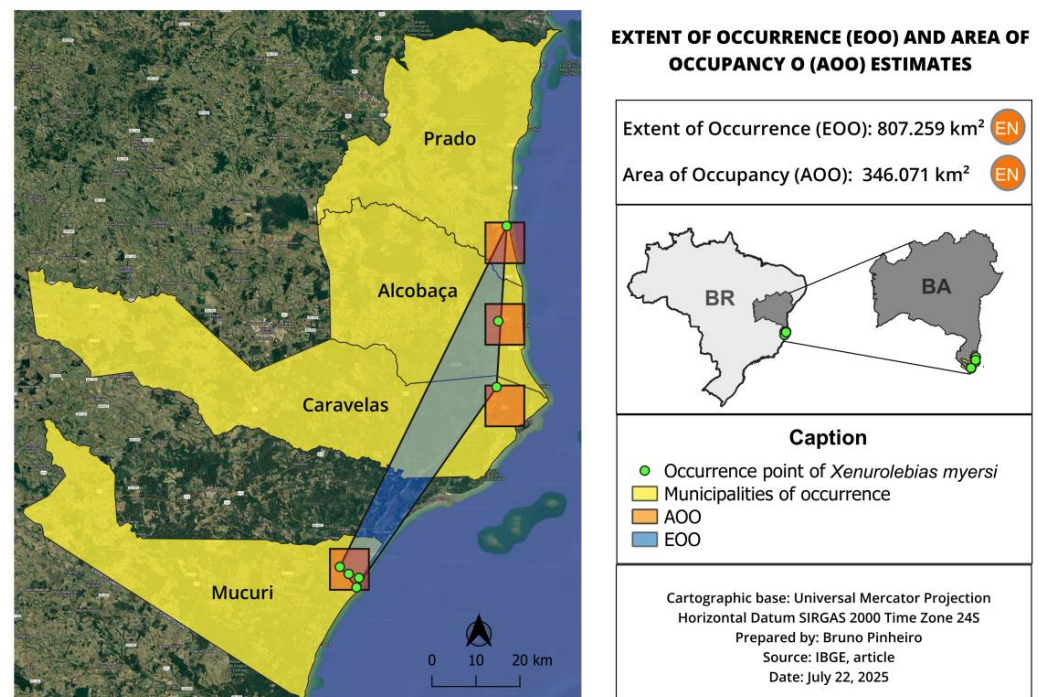 EXTENT OF OCCURRENCE (EOO) AND AREA OF
OCCUPANCY O (AOO) ESTIMATES
Extent of Occurrence (EOO): 807.259 km² EN
Area of Occupancy (AOO): 346.071 km² EN
Prado
Alcobaça
Caravelas
Mucuri
0 10 20 km
BR
BA
Caption
Occurrence point of Xenurolebias myersi
Municipalities of occurrence
AOO
EOO
Cartographic base: Universal Mercator Projection
Horizontal Datum SIRGAS 2000 Time Zone 24S
Prepared by: Bruno Pinheiro
Source: IBGE, article
Date: July 22, 2025